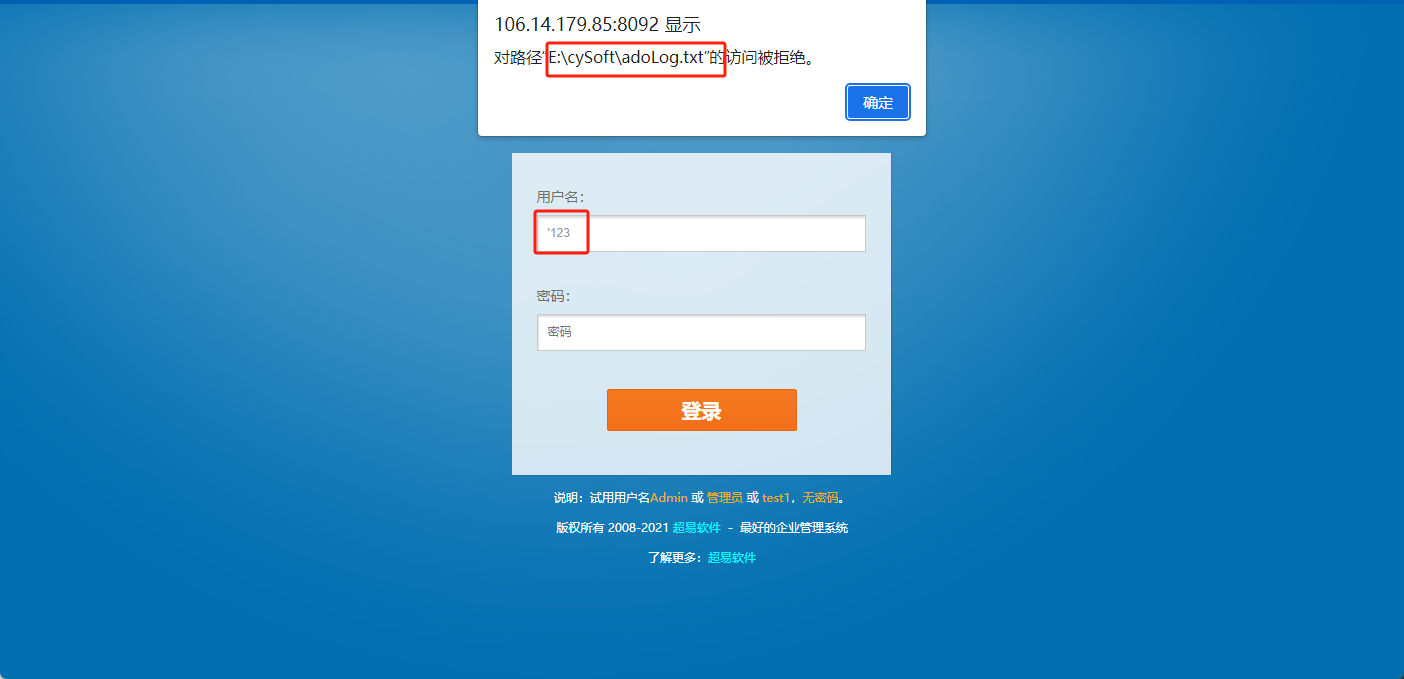 106.14.179.85:8092 显示
对路径“E:\cySoft\adoLog.txt”的访问被拒绝。
确定
用户名：
'123
密码：
密码
登录
说明：试用用户名Admin 或 管理员 或 test1，无密码。
版权所有 2008-2021 超易软件 - 最好的企业管理系统
了解更多：超易软件